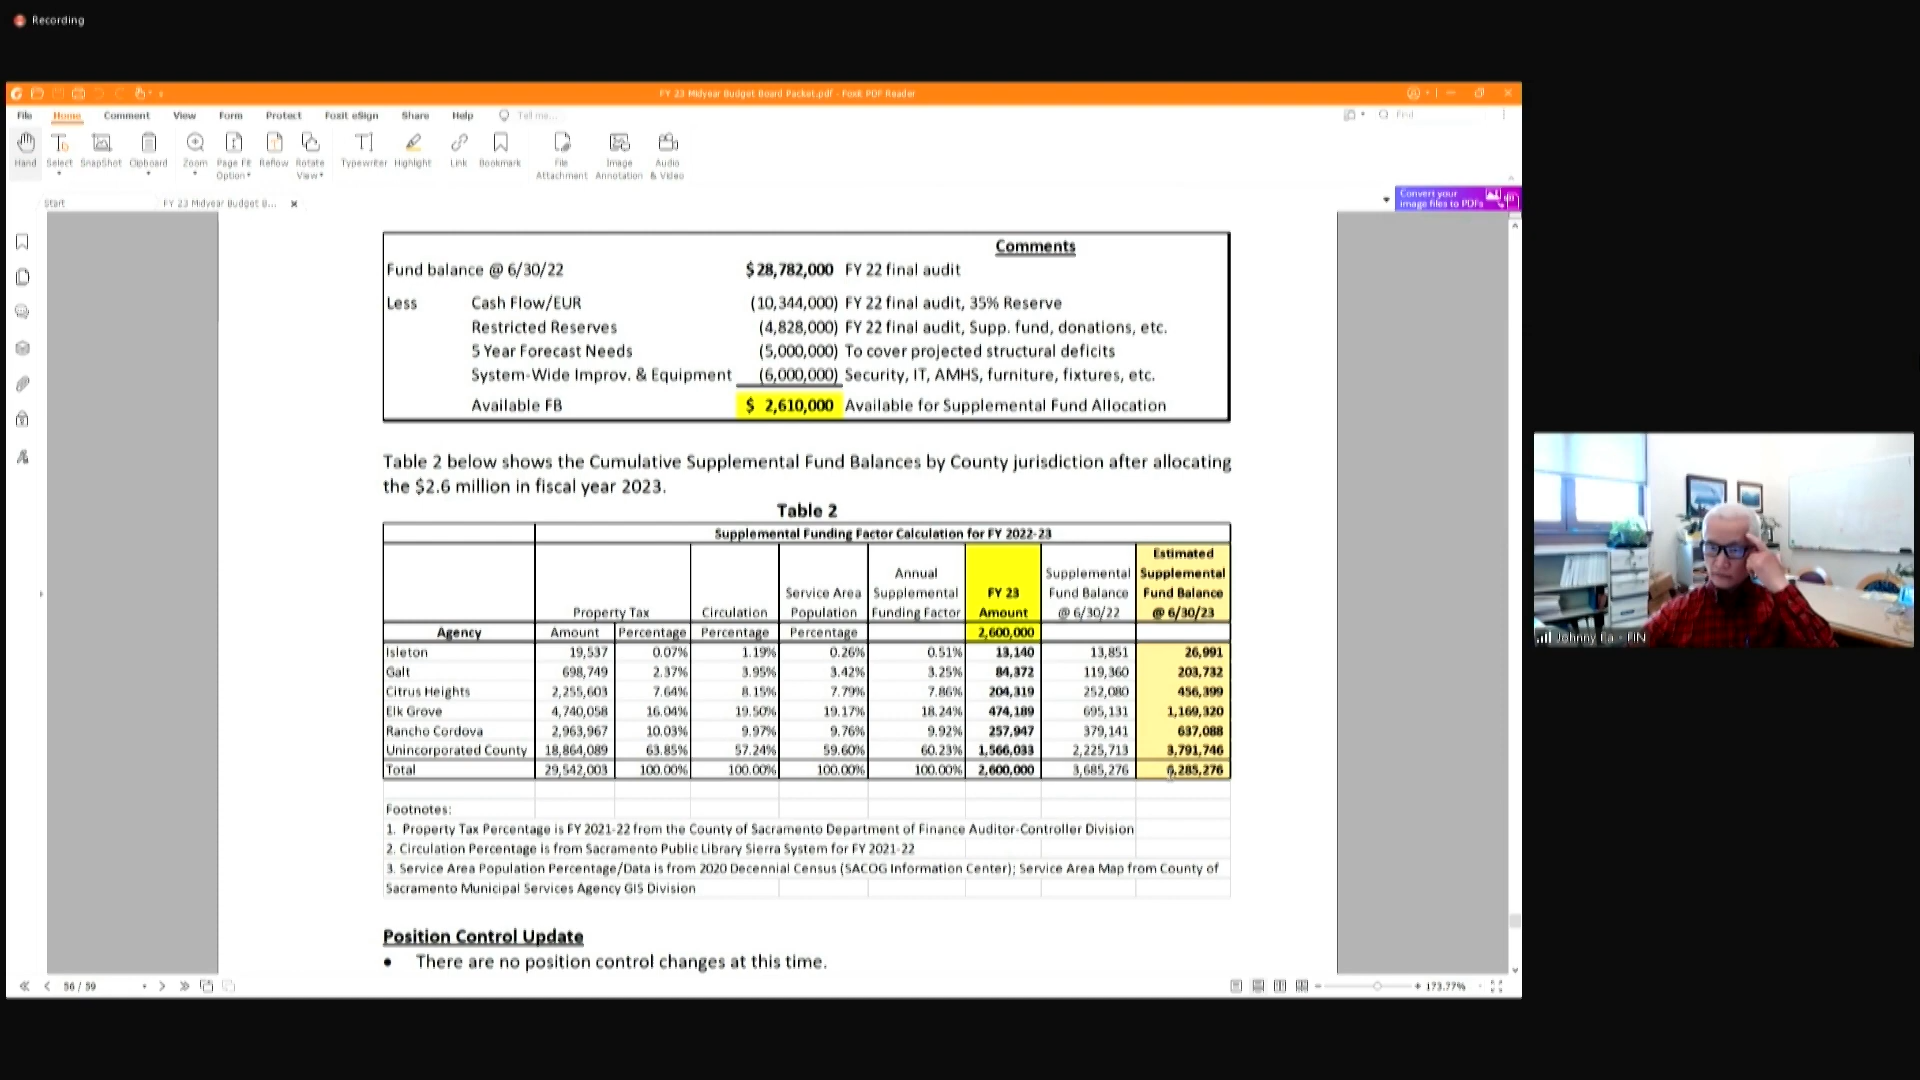 Recording
FY 23 Midyear Budget Board Packet.pdf - Foxit PDF Reader
File Home Comment View Form Protect Foxit eSign Share Help Tell me... Find
Hand Select SnapShot Clipboard Zoom Page Fit Option Reflow Rotate View Typewriter Highlight Link Bookmark File Attachment Image Annotation Audio & Video
Start FY 23 Midyear Budget B...
Convert your
image files to PDFs
Comments
Fund balance @ 6/30/22 $28,782,000 FY 22 final audit
Less Cash Flow/EUR (10,344,000) FY 22 final audit, 35% Reserve
Restricted Reserves (4,828,000) FY 22 final audit, Supp. fund, donations, etc.
5 Year Forecast Needs (5,000,000) To cover projected structural deficits
System-Wide Improv. & Equipment (6,000,000) Security, IT, AMHS, furniture, fixtures, etc.
Available FB $ 2,610,000 Available for Supplemental Fund Allocation
Table 2 below shows the Cumulative Supplemental Fund Balances by County jurisdiction after allocating
the $2.6 million in fiscal year 2023.
Table 2
Supplemental Funding Factor Calculation for FY 2022-23
Property Tax Circulation Service Area Population Annual Supplemental Funding Factor FY 23 Amount Supplemental Fund Balance @ 6/30/22 Estimated Supplemental Fund Balance @ 6/30/23
Agency Amount Percentage Percentage Percentage 2,600,000
Isleton 19,537 0.07% 1.19% 0.26% 0.51% 13,140 13,851 26,991
Galt 698,749 2.37% 3.95% 3.42% 3.25% 84,372 119,360 203,732
Citrus Heights 2,255,603 7.64% 8.15% 7.79% 7.86% 204,319 252,080 456,399
Elk Grove 4,740,058 16.04% 19.50% 19.17% 18.24% 474,189 695,131 1,169,320
Rancho Cordova 2,963,967 10.03% 9.97% 9.76% 9.92% 257,947 379,141 637,088
Unincorporated County 18,864,089 63.85% 57.24% 59.60% 60.23% 1,566,033 2,225,713 3,791,746
Total 29,542,003 100.00% 100.00% 100.00% 100.00% 2,600,000 3,685,276 6,285,276
Footnotes:
1. Property Tax Percentage is FY 2021-22 from the County of Sacramento Department of Finance Auditor-Controller Division
2. Circulation Percentage is from Sacramento Public Library Sierra System for FY 2021-22
3. Service Area Population Percentage/Data is from 2020 Decennial Census (SACOG Information Center); Service Area Map from County of
Sacramento Municipal Services Agency GIS Division
Position Control Update
• There are no position control changes at this time.
56 / 59
173.77%
Johnny Ea - FIN